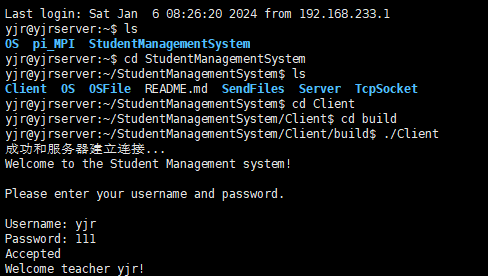 Last login: Sat Jan  6 08:26:20 2024 from 192.168.233.1
yjr@yjrserver:~$ ls
OS  pi_MPI  StudentManagementSystem
yjr@yjrserver:~$ cd StudentManagementSystem
yjr@yjrserver:~/StudentManagementSystem$ ls
Client  OS  OSFile  README.md  SendFiles  Server  TcpSocket
yjr@yjrserver:~/StudentManagementSystem$ cd Client
yjr@yjrserver:~/StudentManagementSystem/Client$ cd build
yjr@yjrserver:~/StudentManagementSystem/Client/build$ ./Client
成功和服务器建立连接...
Welcome to the Student Management system!
Please enter your username and password.
Username: yjr
Password: 111
Accepted
Welcome teacher yjr!